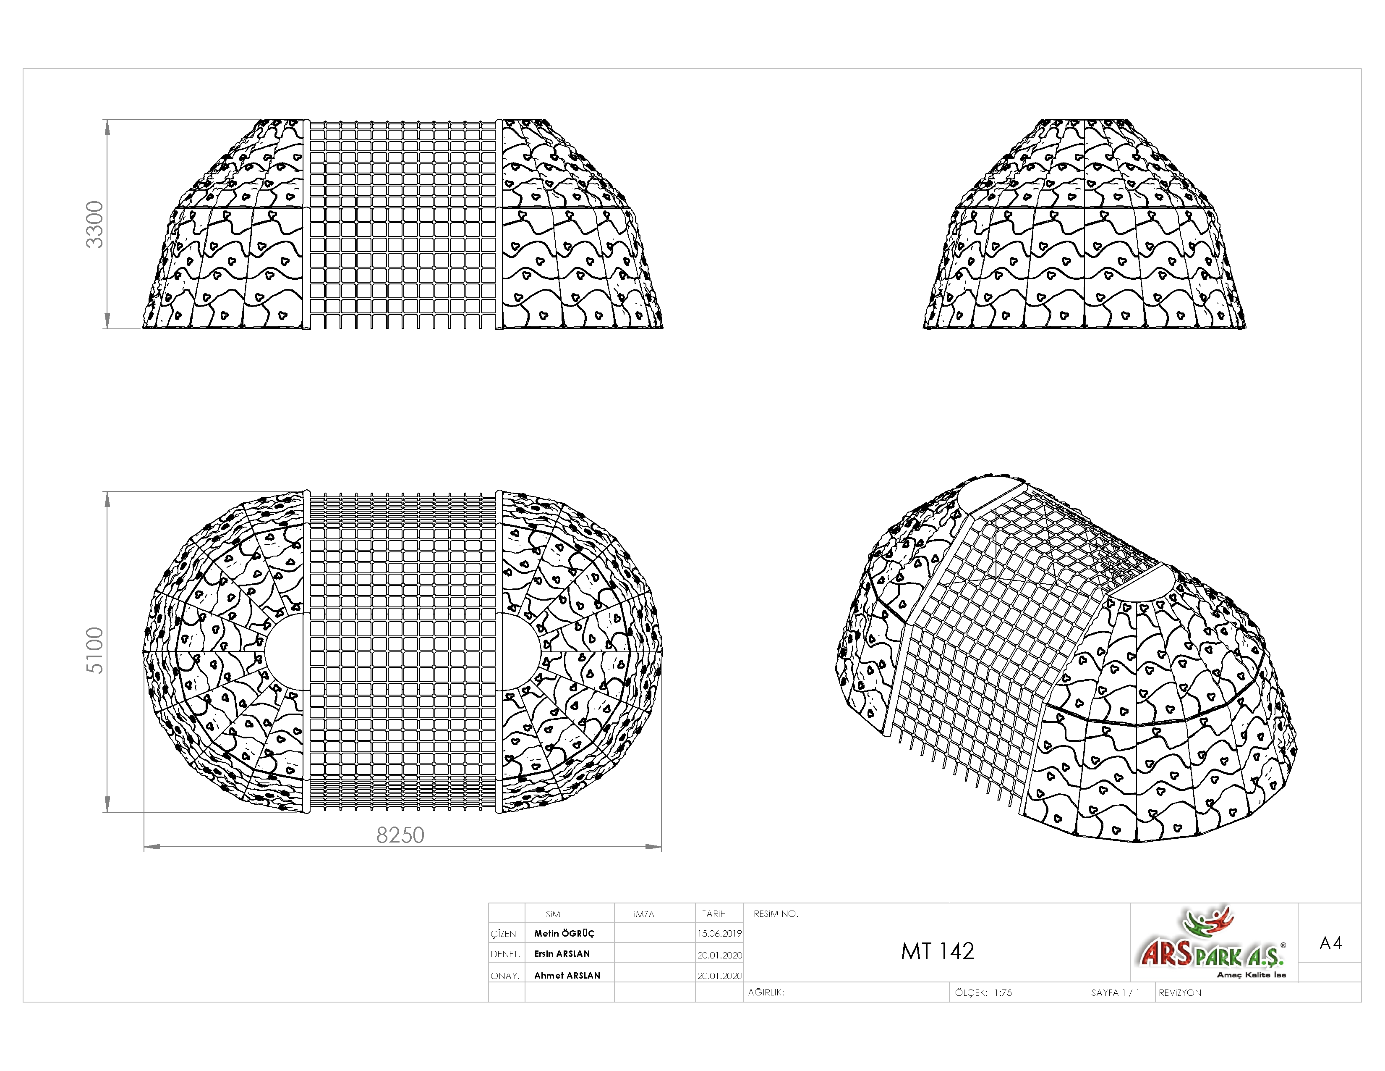 3300
5100
8250
İSİM İMZA TARİH RESİM NO.
ÇİZEN Metin ÖGRÜÇ 15.06.2019
DENET. Ersin ARSLAN 20.01.2020
ONAY. Ahmet ARSLAN 20.01.2020
MT 142
ARSPARK A.Ş.®
Amaç Kalite İse
A4
AĞIRLIK: ÖLÇEK: 1:75 SAYFA 1 / 1 REVİZYON